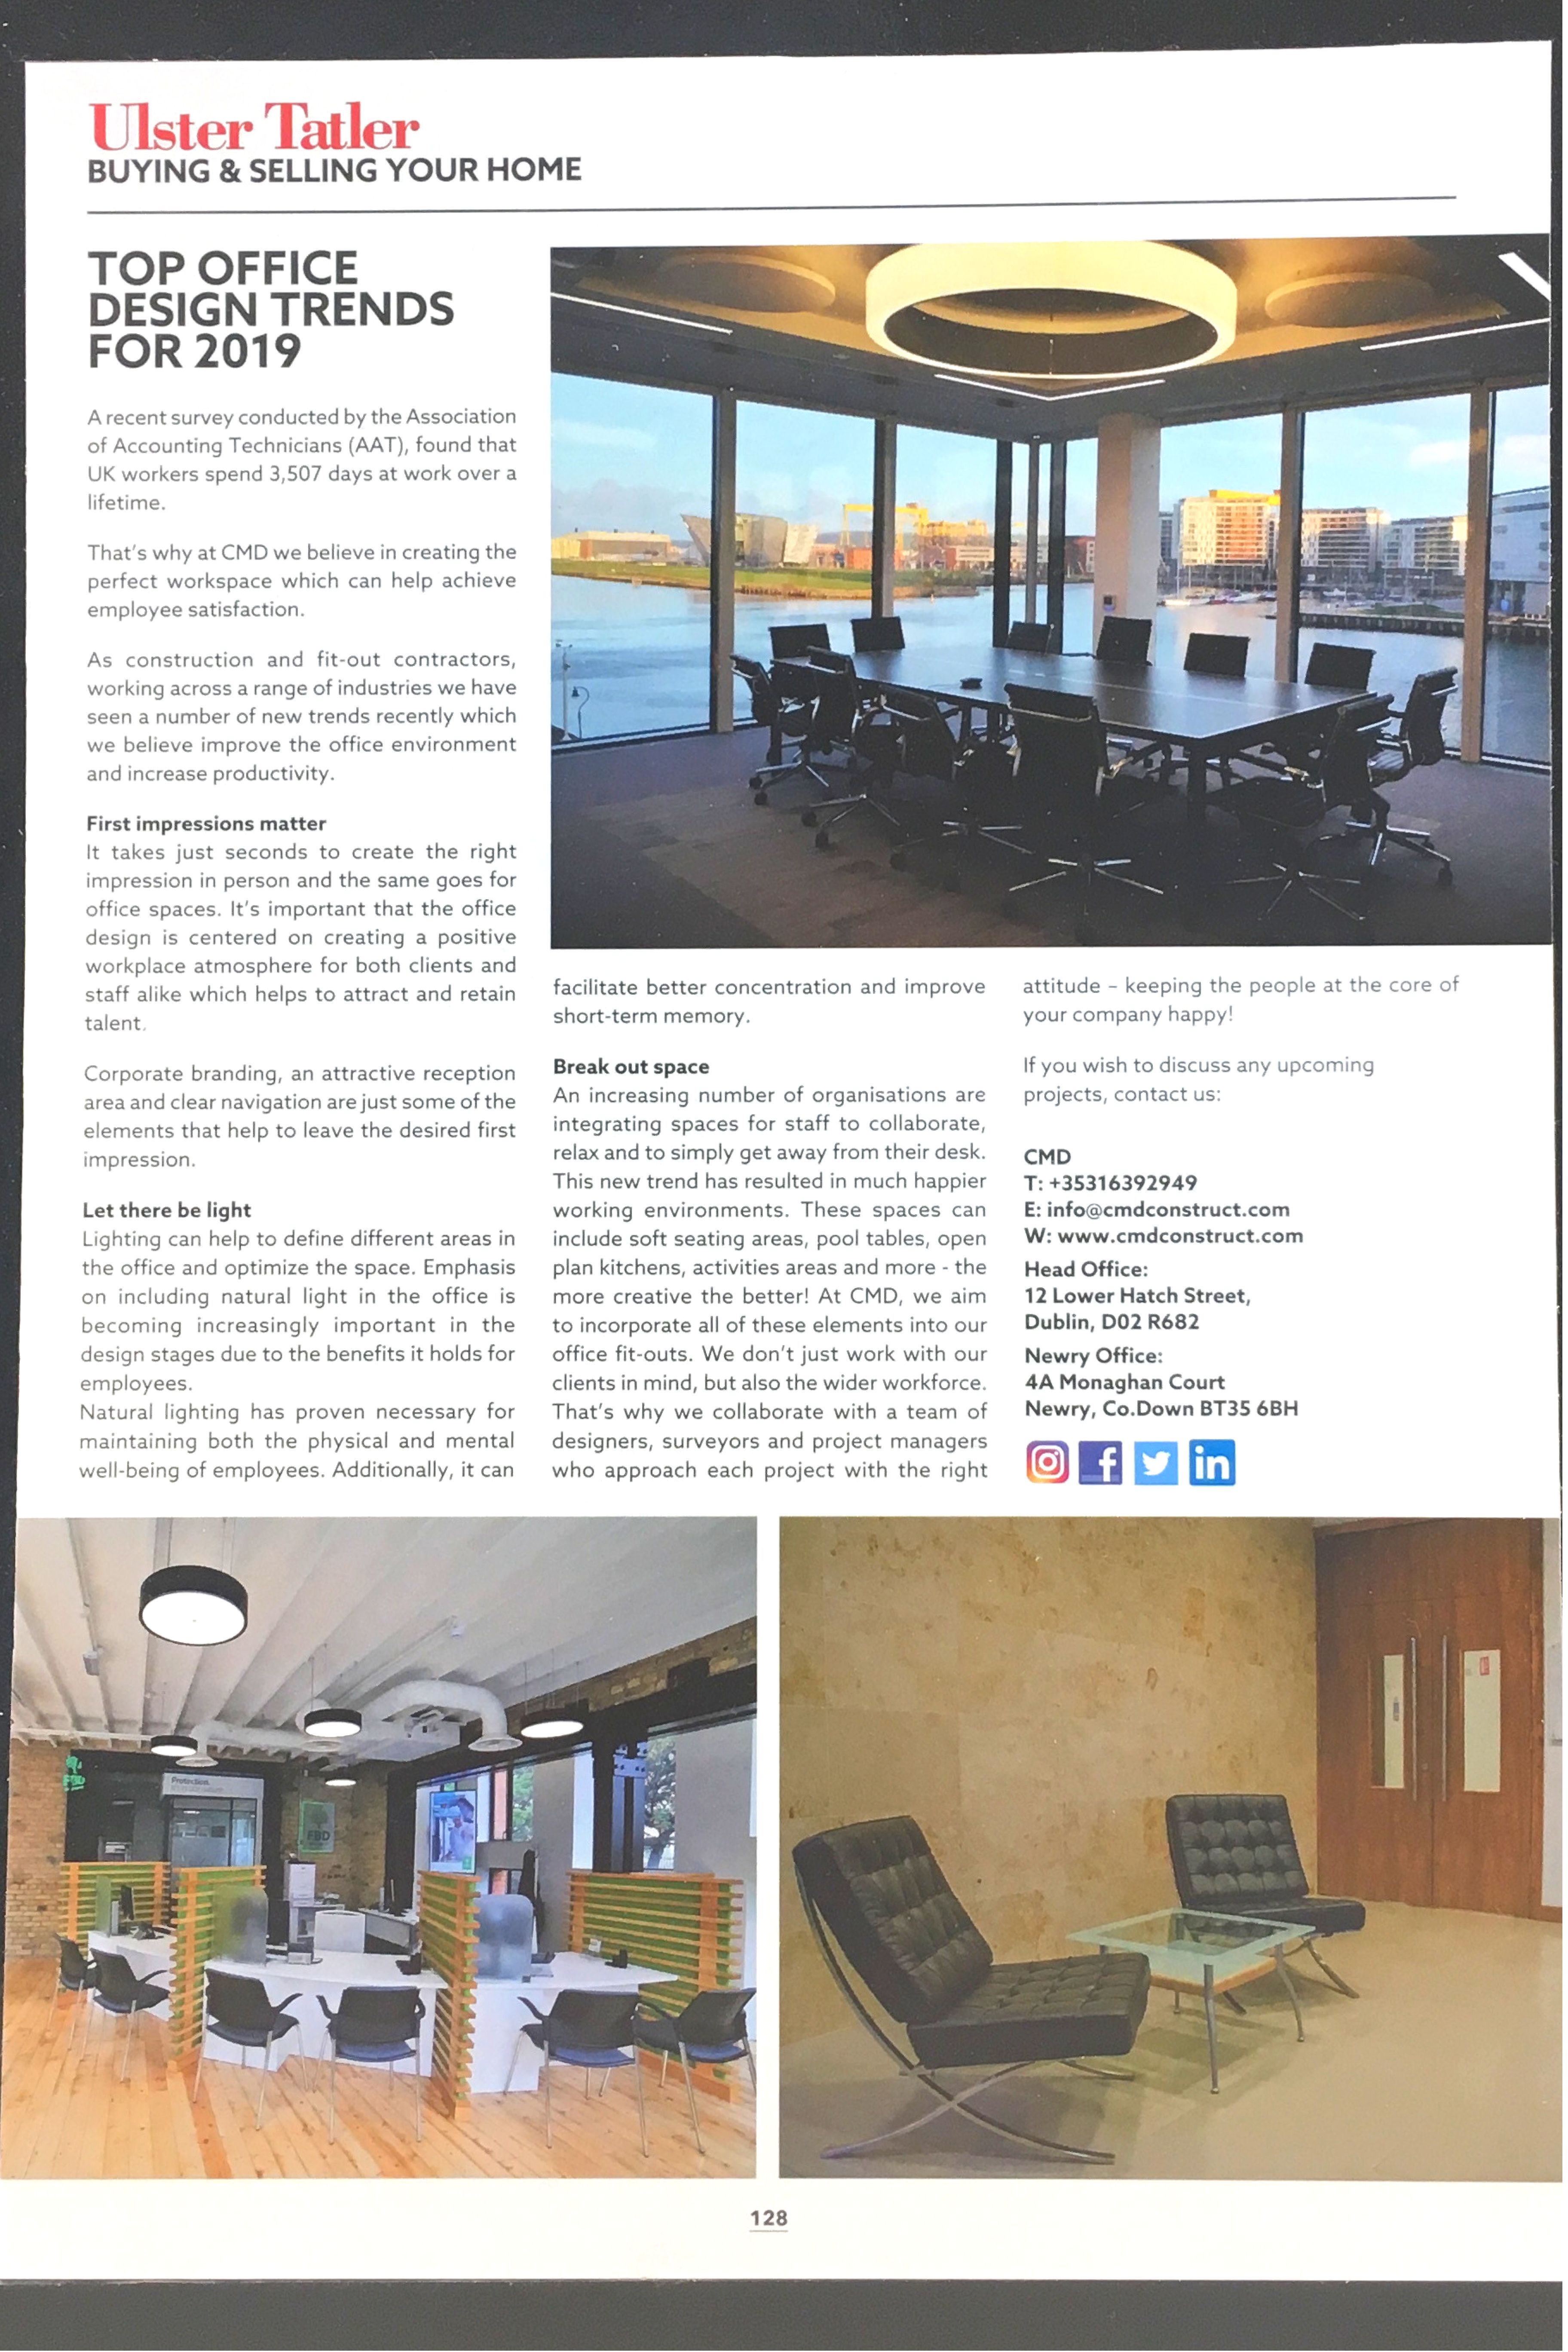 Ulster Tatler
BUYING & SELLING YOUR HOME
TOP OFFICE
DESIGN TRENDS
FOR 2019
A recent survey conducted by the Association
of Accounting Technicians (AAT), found that
UK workers spend 3,507 days at work over a
lifetime.
That's why at CMD we believe in creating the
perfect workspace which can help achieve
employee satisfaction.
As construction and fit-out contractors,
working across a range of industries we have
seen a number of new trends recently which
we believe improve the office environment
and increase productivity.
First impressions matter
It takes just seconds to create the right
impression in person and the same goes for
office spaces. It's important that the office
design is centered on creating a positive
workplace atmosphere for both clients and
staff alike which helps to attract and retain
talent.
Corporate branding, an attractive reception
area and clear navigation are just some of the
elements that help to leave the desired first
impression.
Let there be light
Lighting can help to define different areas in
the office and optimize the space. Emphasis
on including natural light in the office is
becoming increasingly important in the
design stages due to the benefits it holds for
employees.
Natural lighting has proven necessary for
maintaining both the physical and mental
well-being of employees. Additionally, it can
facilitate better concentration and improve
short-term memory.
Break out space
An increasing number of organisations are
integrating spaces for staff to collaborate,
relax and to simply get away from their desk.
This new trend has resulted in much happier
working environments. These spaces can
include soft seating areas, pool tables, open
plan kitchens, activities areas and more - the
more creative the better! At CMD, we aim
to incorporate all of these elements into our
office fit-outs. We don't just work with our
clients in mind, but also the wider workforce.
That's why we collaborate with a team of
designers, surveyors and project managers
who approach each project with the right
attitude – keeping the people at the core of
your company happy!
If you wish to discuss any upcoming
projects, contact us:
CMD
T: +35316392949
E: info@cmdconstruct.com
W: www.cmdconstruct.com
Head Office:
12 Lower Hatch Street,
Dublin, D02 R682
Newry Office:
4A Monaghan Court
Newry, Co.Down BT35 6BH
FBD
Protection.
FBD
128